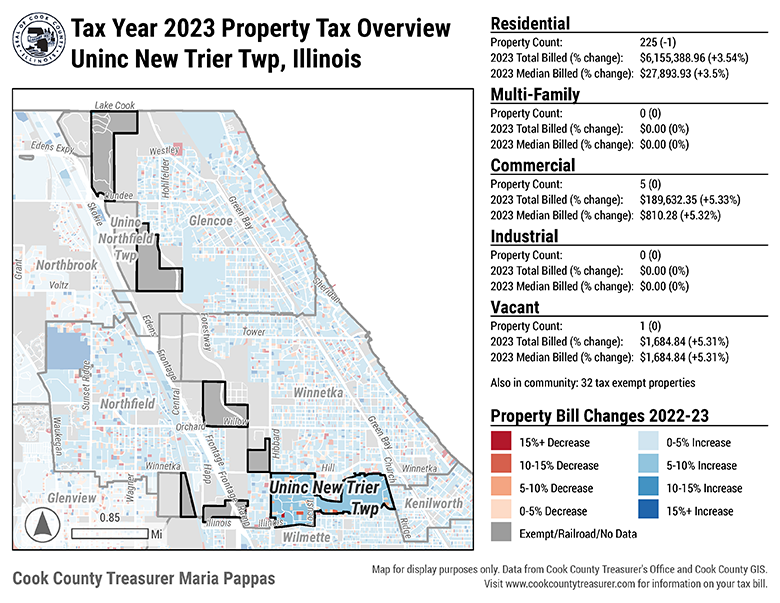 SEAL OF COOK COUNTY
ILLINOIS
Tax Year 2023 Property Tax Overview
Uninc New Trier Twp, Illinois
Lake Cook
Edens Expy
Westley
Hohlfelder
Dundee
Skokie
Green Bay
Uninc
Northfield
Twp
Glencoe
Northbrook
Grant
Voltz
Sheridan
Edens
Forestway
Tower
Frontage
Sunset Ridge
Central
Winnetka
Northfield
Willow
Orchard
Waukegan
Hibbard
Green Bay
Frontage
Winnetka
Happ
Hill
Church
Winnetka
Wagner
Frontage
Glenview
Uninc New Trier
Twp
Kenilworth
Illinois
Illinois
Locust
Ridge
Wilmette
0.85
Mi
Residential
Property Count: 225 (-1)
2023 Total Billed (% change): $6,155,388.96 (+3.54%)
2023 Median Billed (% change): $27,893.93 (+3.5%)
Multi-Family
Property Count: 0 (0)
2023 Total Billed (% change): $0.00 (0%)
2023 Median Billed (% change): $0.00 (0%)
Commercial
Property Count: 5 (0)
2023 Total Billed (% change): $189,632.35 (+5.33%)
2023 Median Billed (% change): $810.28 (+5.32%)
Industrial
Property Count: 0 (0)
2023 Total Billed (% change): $0.00 (0%)
2023 Median Billed (% change): $0.00 (0%)
Vacant
Property Count: 1 (0)
2023 Total Billed (% change): $1,684.84 (+5.31%)
2023 Median Billed (% change): $1,684.84 (+5.31%)
Also in community: 32 tax exempt properties
Property Bill Changes 2022-23
15%+ Decrease
0-5% Increase
10-15% Decrease
5-10% Increase
5-10% Decrease
10-15% Increase
0-5% Decrease
15%+ Increase
Exempt/Railroad/No Data
Cook County Treasurer Maria Pappas
Map for display purposes only. Data from Cook County Treasurer's Office and Cook County GIS.
Visit www.cookcountytreasurer.com for information on your tax bill.